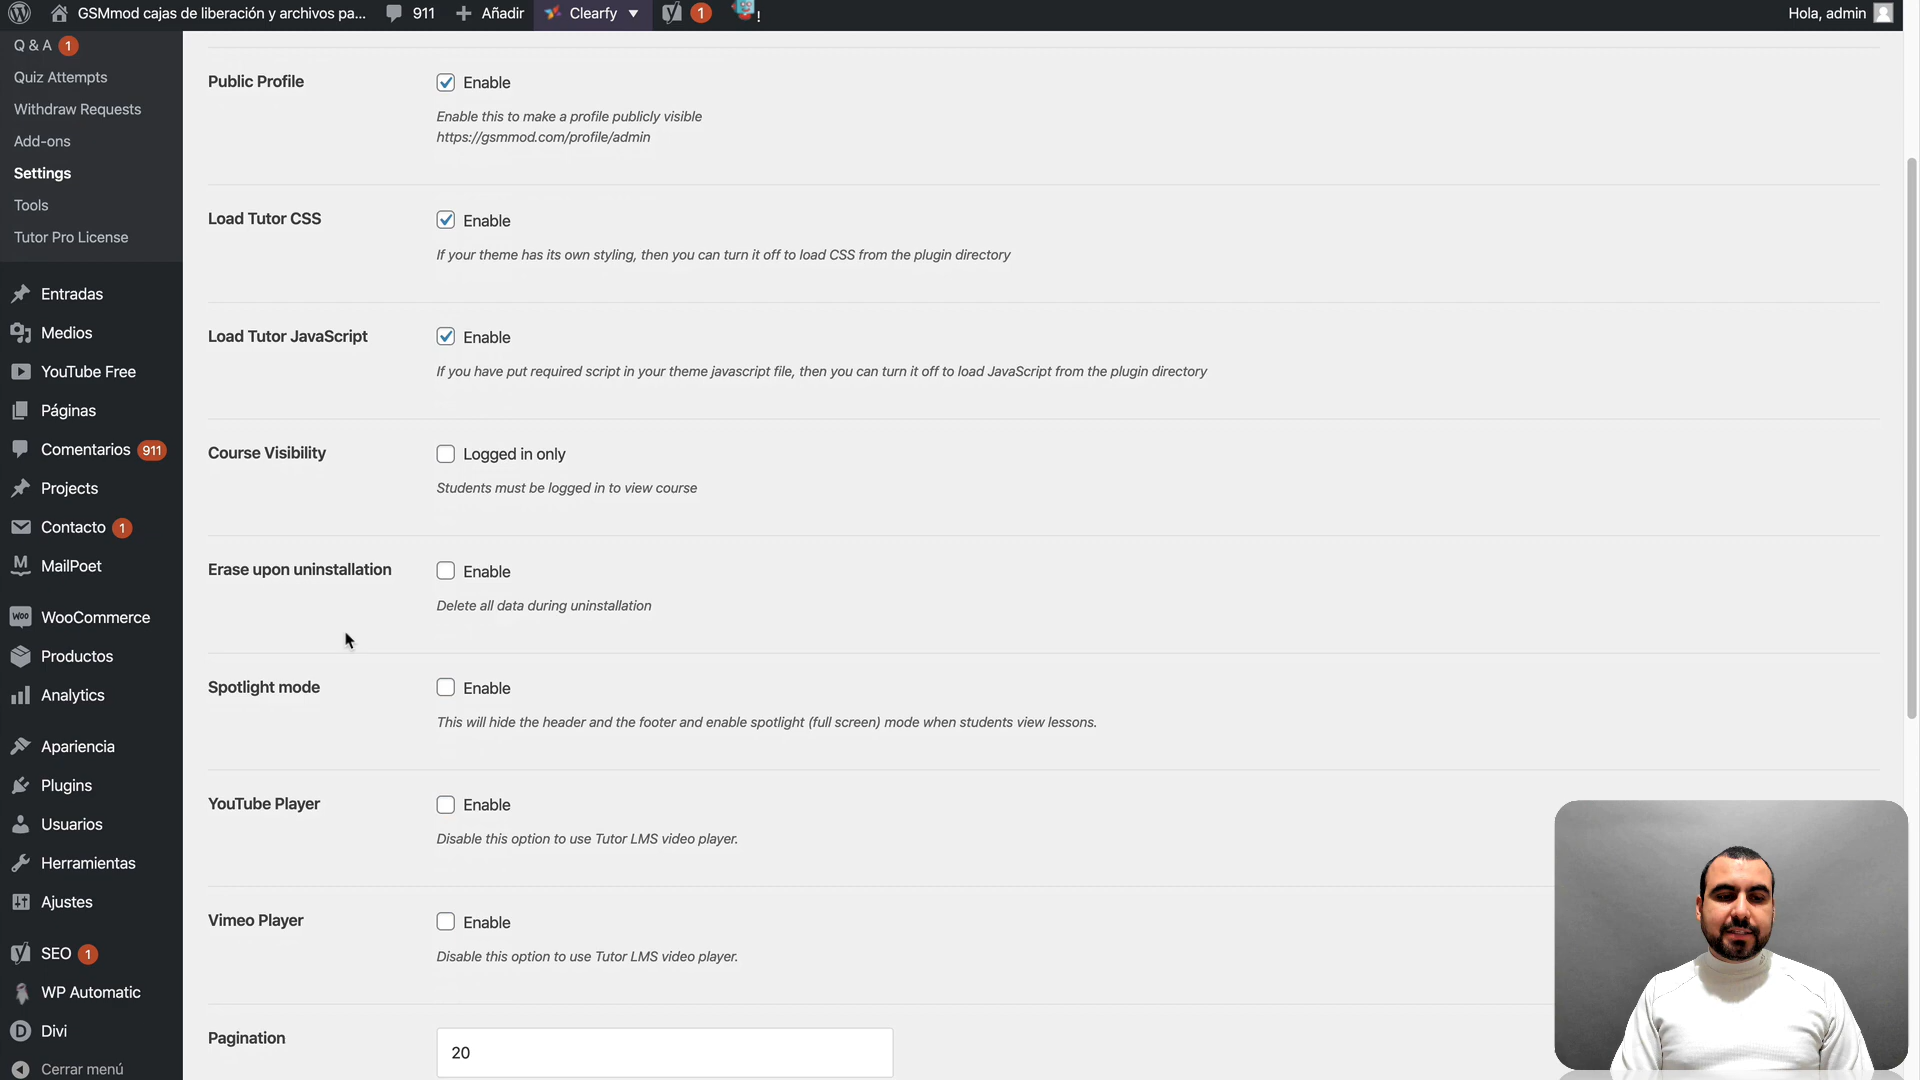 GSMmod cajas de liberación y archivos pa...
911
Añadir
Clearfy ▼
1
!
Hola, admin
Q & A 1
Quiz Attempts
Withdraw Requests
Add-ons
Settings
Tools
Tutor Pro License
Entradas
Medios
YouTube Free
Páginas
Comentarios 911
Projects
Contacto 1
MailPoet
WooCommerce
Productos
Analytics
Apariencia
Plugins
Usuarios
Herramientas
Ajustes
SEO 1
WP Automatic
Divi
Cerrar menú
Public Profile
Enable
Enable this to make a profile publicly visible
https://gsmmod.com/profile/admin
Load Tutor CSS
Enable
If your theme has its own styling, then you can turn it off to load CSS from the plugin directory
Load Tutor JavaScript
Enable
If you have put required script in your theme javascript file, then you can turn it off to load JavaScript from the plugin directory
Course Visibility
Logged in only
Students must be logged in to view course
Erase upon uninstallation
Enable
Delete all data during uninstallation
Spotlight mode
Enable
This will hide the header and the footer and enable spotlight (full screen) mode when students view lessons.
YouTube Player
Enable
Disable this option to use Tutor LMS video player.
Vimeo Player
Enable
Disable this option to use Tutor LMS video player.
Pagination
20